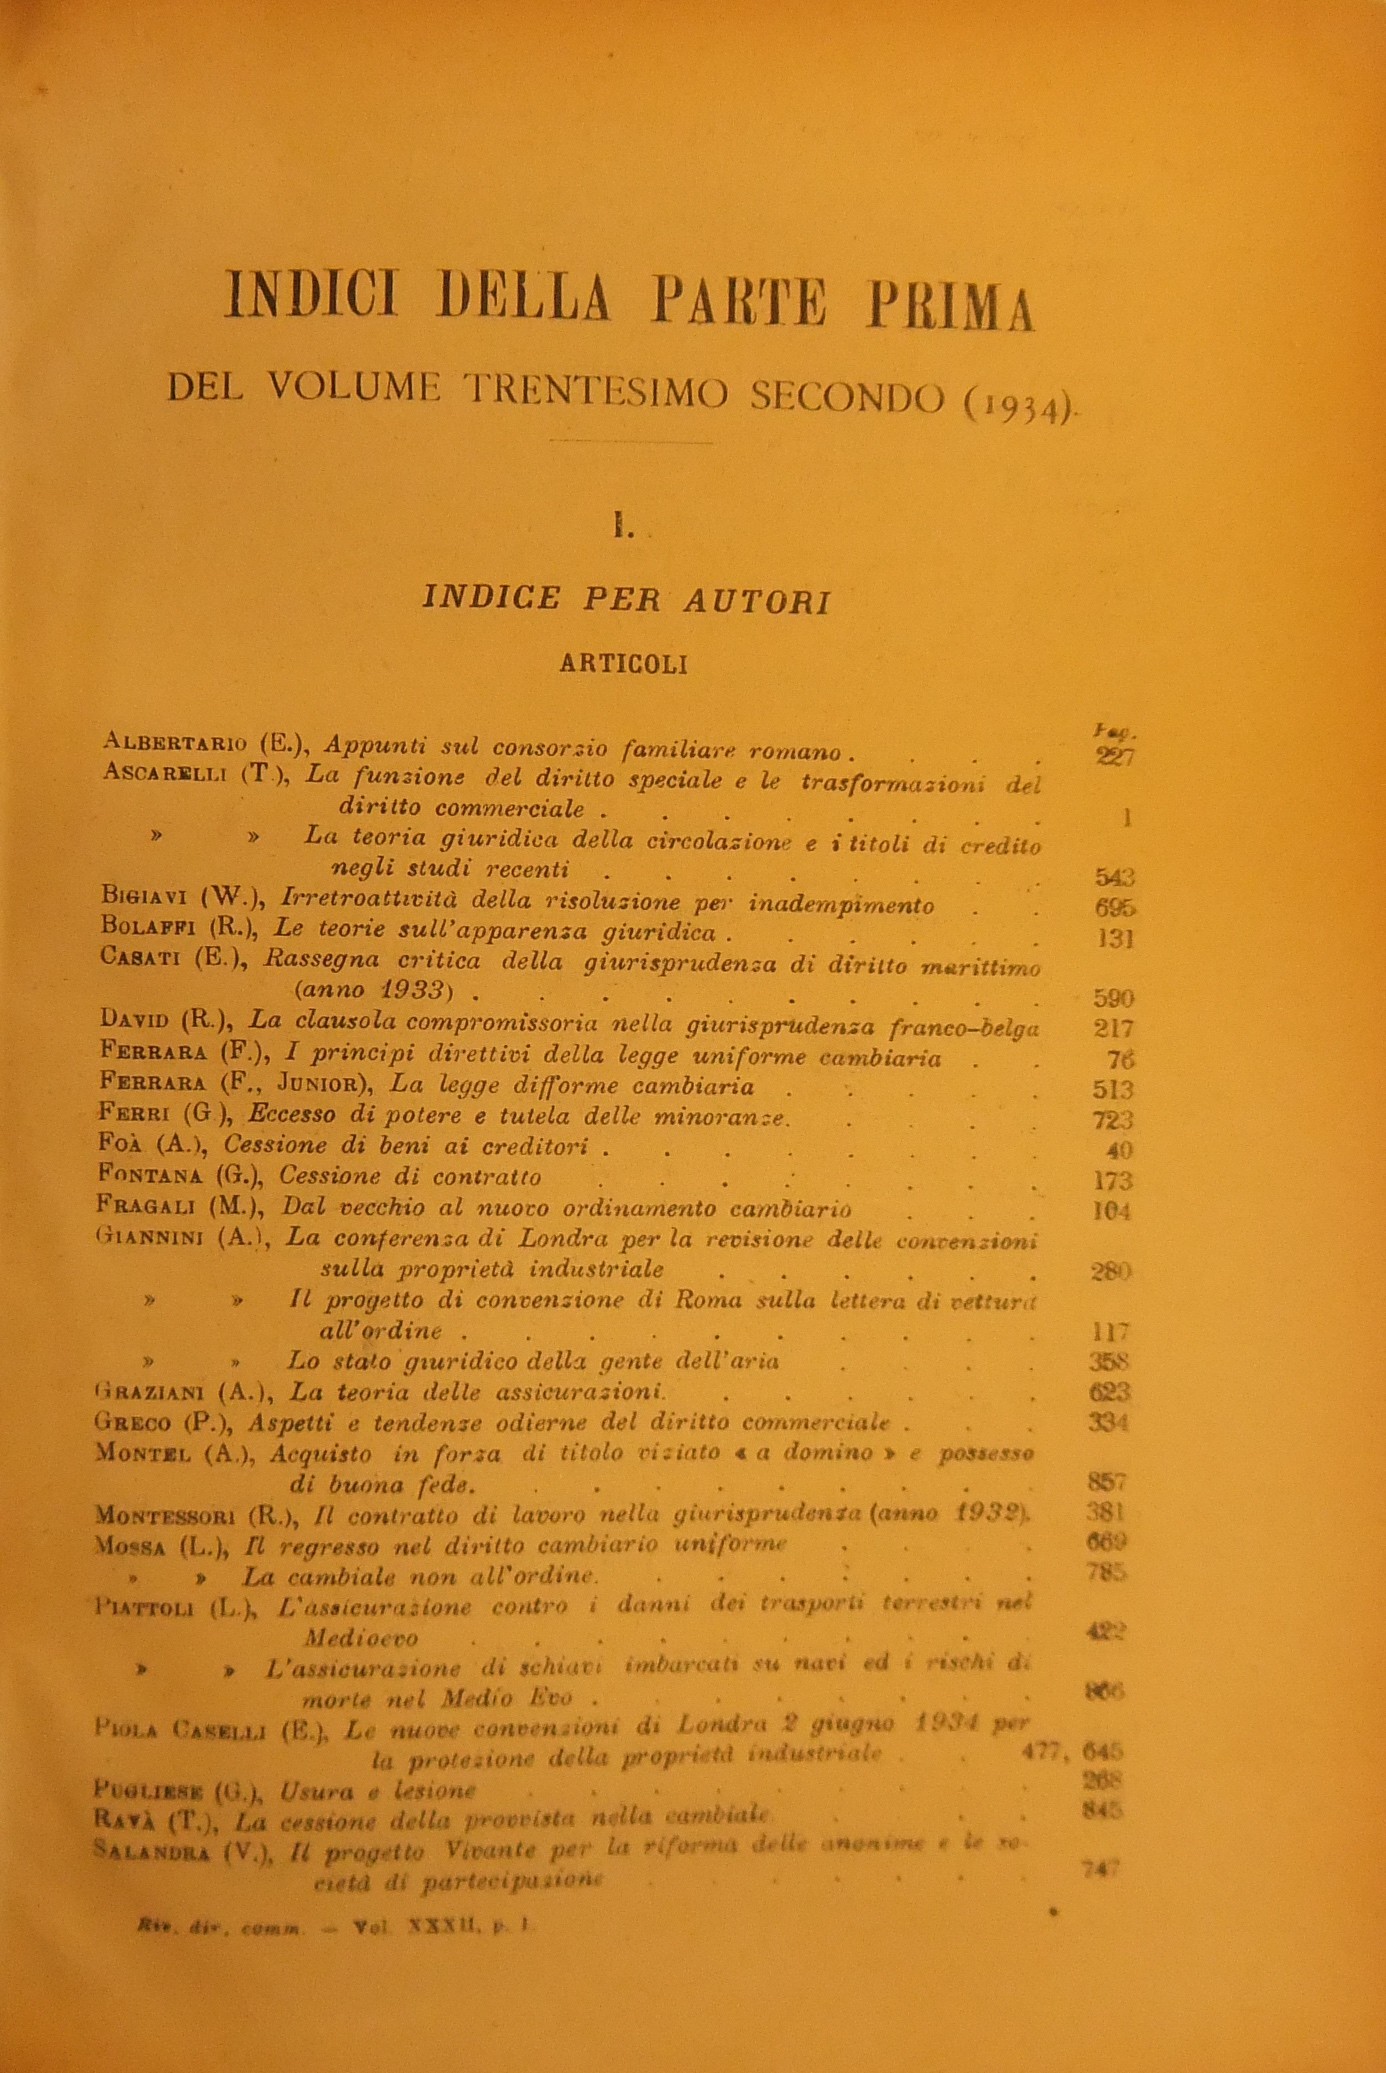 INDICI DELLA PARTE PRIMA
DEL VOLUME TRENTESIMO SECONDO (1934).
I.
INDICE PER AUTORI
ARTICOLI
Pag.
ALBERTARIO (E.), Appunti sul consorzio familiare romano . . . . 227
ASCARELLI (T.), La funzione del diritto speciale e le trasformazioni del
diritto commerciale . . . . . . . . 1
» » La teoria giuridica della circolazione e i titoli di credito
negli studi recenti . . . . . . . . 543
BIGIAVI (W.), Irretroattività della risoluzione per inadempimento . . 695
BOLAFFI (R.), Le teorie sull'apparenza giuridica . . . . . . 131
CASATI (E.), Rassegna critica della giurisprudenza di diritto marittimo
(anno 1933) . . . . . . . . . . 590
DAVID (R.), La clausola compromissoria nella giurisprudenza franco-belga 217
FERRARA (F.), I principi direttivi della legge uniforme cambiaria . . 76
FERRARA (F., JUNIOR), La legge difforme cambiaria . . . . . 513
FERRI (G.), Eccesso di potere e tutela delle minoranze. . . . . 723
FOÀ (A.), Cessione di beni ai creditori . . . . . . . . 40
FONTANA (G.), Cessione di contratto . . . . . . . . 173
FRAGALI (M.), Dal vecchio al nuovo ordinamento cambiario . . . 104
GIANNINI (A.), La conferenza di Londra per la revisione delle convenzioni
sulla proprietà industriale . . . . . . 280
» » Il progetto di convenzione di Roma sulla lettera di vettura
all'ordine . . . . . . . . . . 117
» » Lo stato giuridico della gente dell'aria . . . . 358
GRAZIANI (A.), La teoria delle assicurazioni. . . . . . . 623
GRECO (P.), Aspetti e tendenze odierne del diritto commerciale . . . 334
MONTEL (A.), Acquisto in forza di titolo viziato « a domino » e possesso
di buona fede. . . . . . . . . . 857
MONTESSORI (R.), Il contratto di lavoro nella giurisprudenza (anno 1932). 381
MOSSA (L.), Il regresso nel diritto cambiario uniforme . . . . 669
» » La cambiale non all'ordine. . . . . . . . 785
PIATTOLI (L.), L'assicurazione contro i danni dei trasporti terrestri nel
Medioevo . . . . . . . . . . 422
» » L'assicurazione di schiavi imbarcati su navi ed i rischi di
morte nel Medio Evo . . . . . . . . 866
PIOLA CASELLI (E.), Le nuove convenzioni di Londra 2 giugno 1934 per
la protezione della proprietà industriale . . 477, 645
PUGLIESE (G.), Usura e lesione . . . . . . . . . 268
RAVÀ (T.), La cessione della provvista nella cambiale . . . . 845
SALANDRA (V.), Il progetto Vivante per la riforma delle anonime e le so-
cietà di partecipazione . . . . . . . 747
Riv. dir. comm. — Vol. XXXII, p. I.